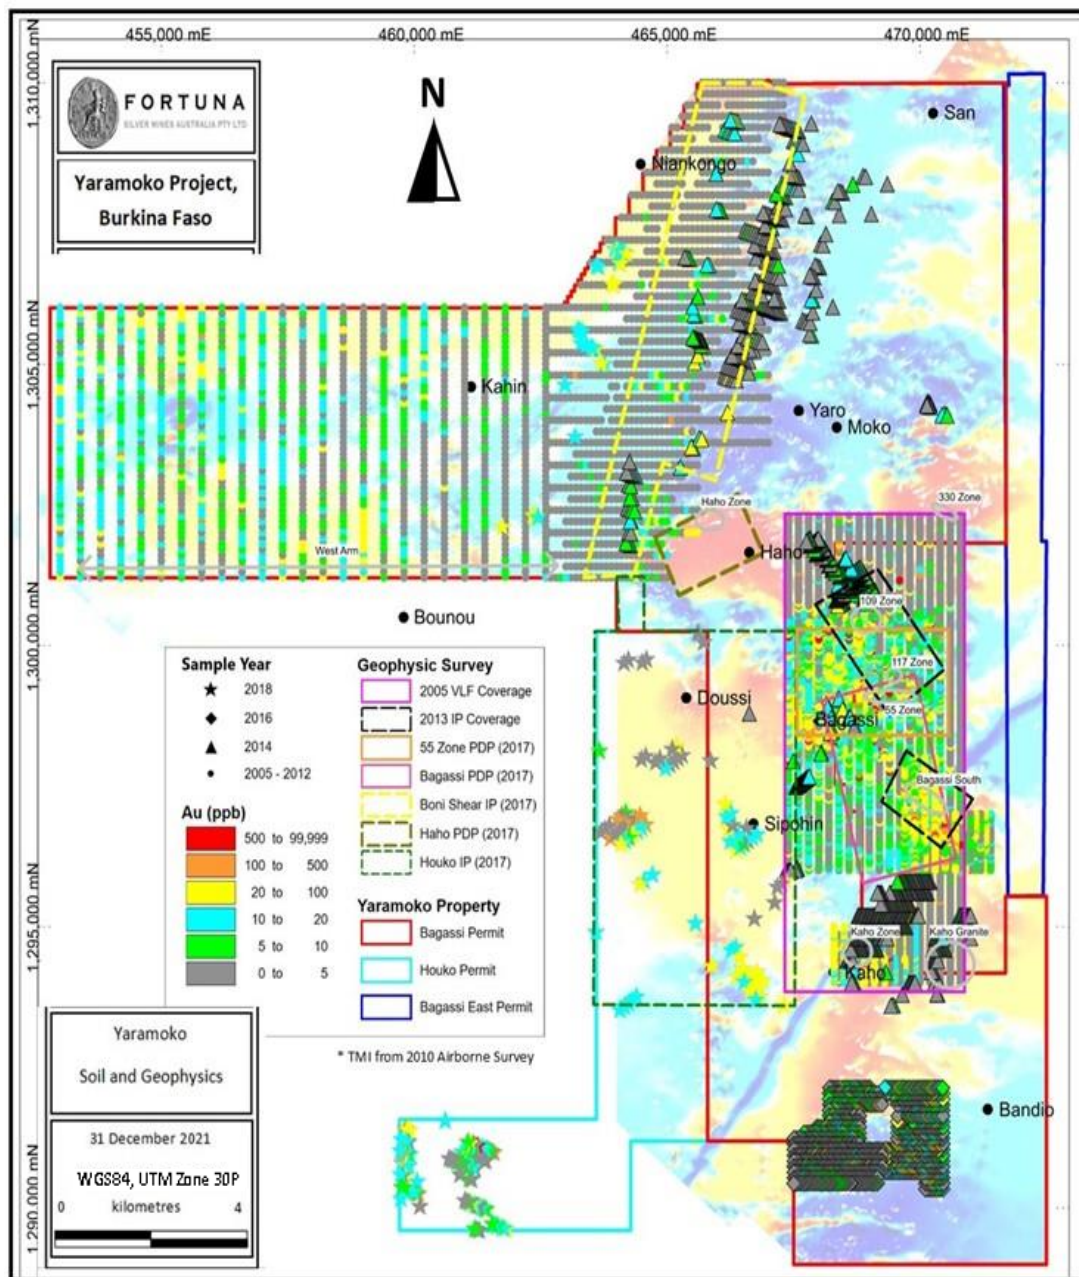 455,000 mE
460,000 mE
465,000 mE
470,000 mE
1,310,000 mN
1,305,000 mN
1,300,000 mN
1,295,000 mN
1,290,000 mN
FORTUNA
SILVER MINES AUSTRALIA PTY LTD
Yaramoko Project,
Burkina Faso
N
San
Niankongo
Kahin
Yaro
Moko
330 Zone
Haho Zone
Haho
West Arm
109 Zone
Bounou
117 Zone
Doussi
55 Zone
Bagassi
Bagassi South
Sipohin
Kaho Zone
Kaho Granite
Kaho
Bandio
Sample Year
2018
2016
2014
2005 - 2012
Au (ppb)
500 to 99,999
100 to 500
20 to 100
10 to 20
5 to 10
0 to 5
Geophysic Survey
2005 VLF Coverage
2013 IP Coverage
55 Zone PDP (2017)
Bagassi PDP (2017)
Boni Shear IP (2017)
Haho PDP (2017)
Houko IP (2017)
Yaramoko Property
Bagassi Permit
Houko Permit
Bagassi East Permit
* TMI from 2010 Airborne Survey
Yaramoko
Soil and Geophysics
31 December 2021
WGS84, UTM Zone 30P
0 kilometres 4